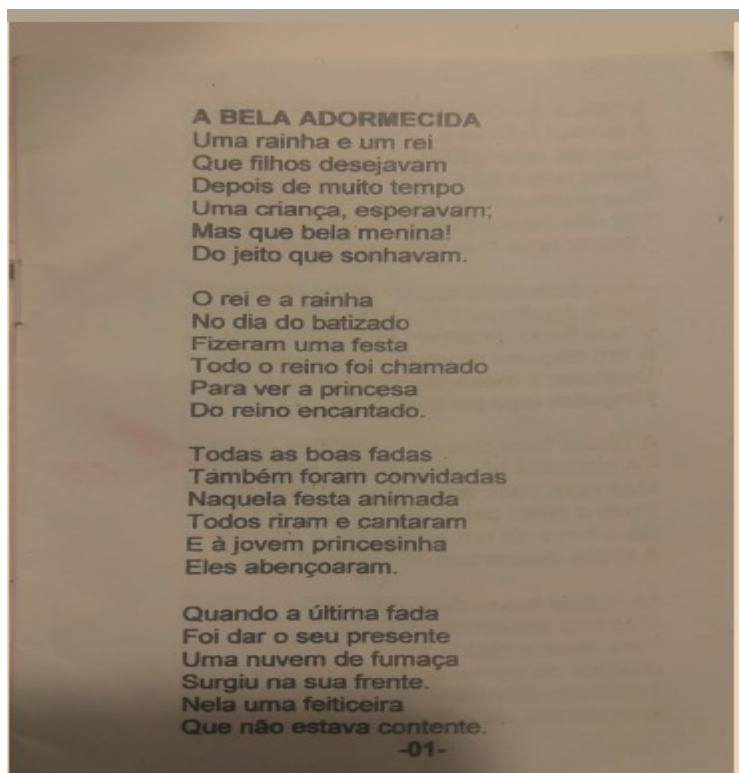 A BELA ADORMECIDA
Uma rainha e um rei
Que filhos desejavam
Depois de muito tempo
Uma criança, esperavam;
Mas que bela menina!
Do jeito que sonhavam.
O rei e a rainha
No dia do batizado
Fizeram uma festa
Todo o reino foi chamado
Para ver a princesa
Do reino encantado.
Todas as boas fadas
Também foram convidadas
Naquela festa animada
Todos riram e cantaram
E à jovem princesinha
Eles abençoaram.
Quando a última fada
Foi dar o seu presente
Uma nuvem de fumaça
Surgiu na sua frente.
Nela uma feiticeira
Que não estava contente.
-01-